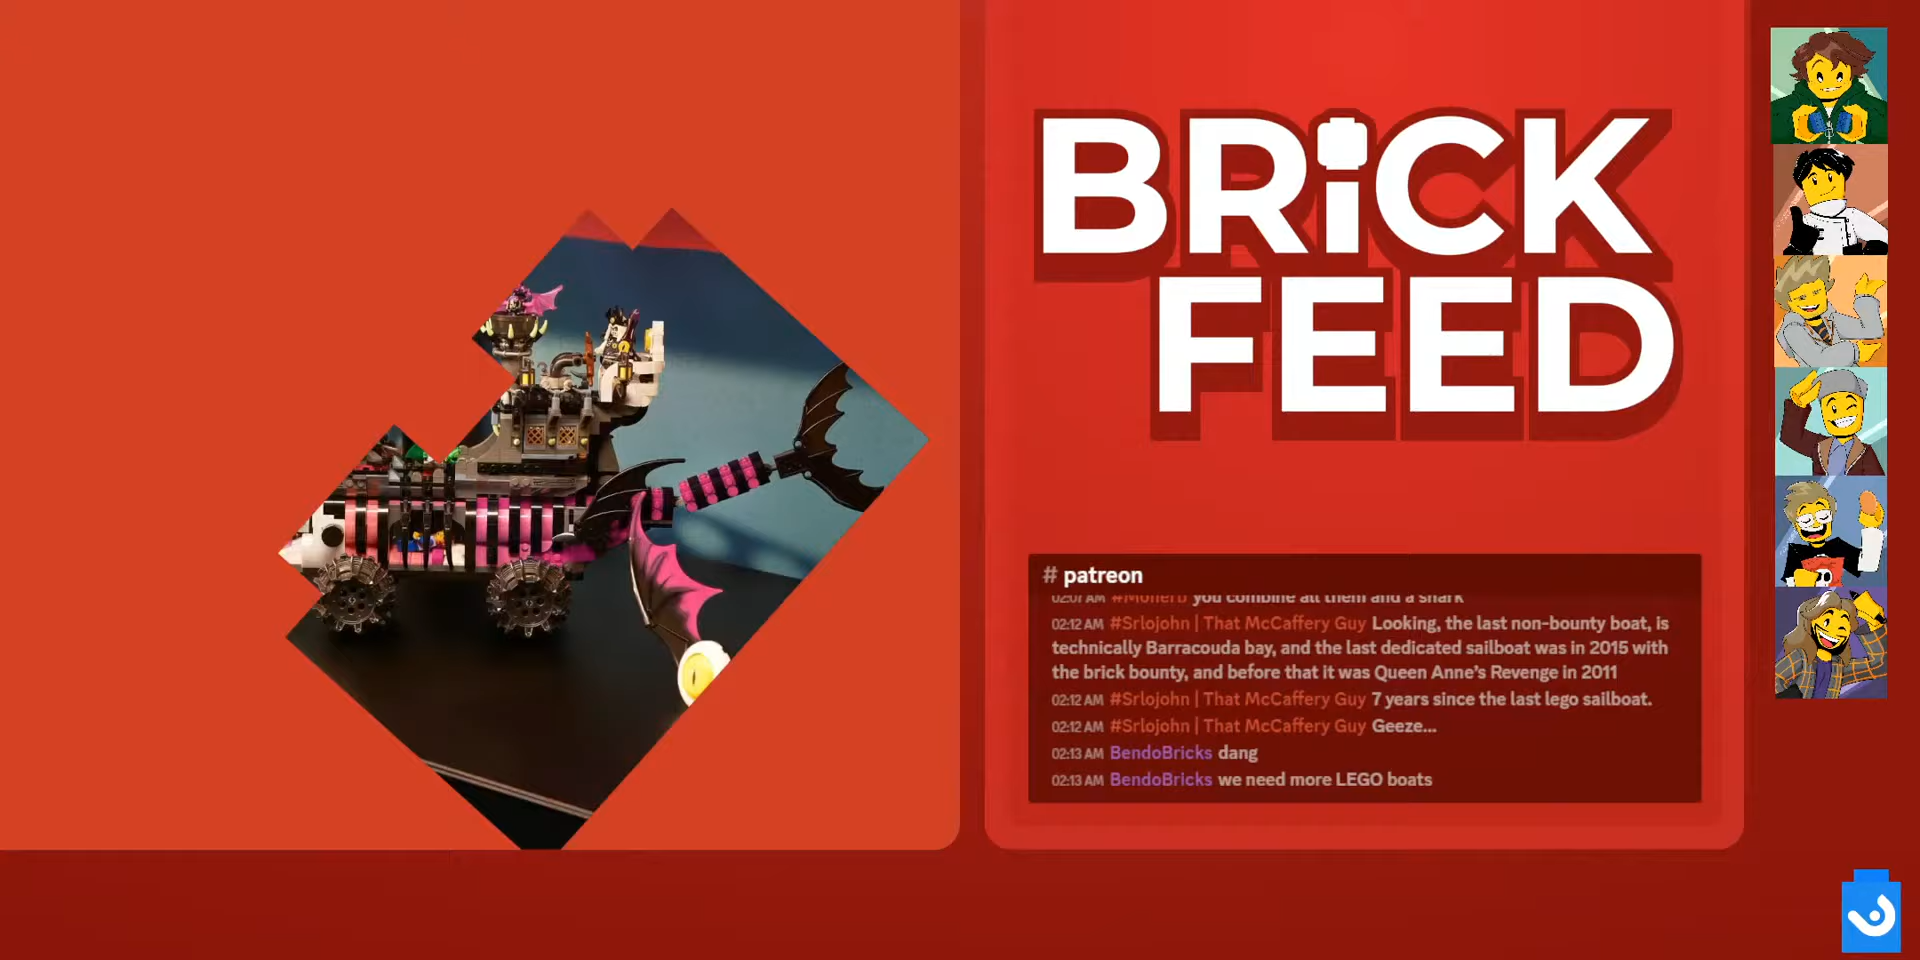 BRiCK
FEED
# patreon
02:07 AM #Moherb you combine all them and a shark
02:12 AM #Srlojohn | That McCaffery Guy Looking, the last non-bounty boat, is
technically Barracouda bay, and the last dedicated sailboat was in 2015 with
the brick bounty, and before that it was Queen Anne's Revenge in 2011
02:12 AM #Srlojohn | That McCaffery Guy 7 years since the last lego sailboat.
02:12 AM #Srlojohn | That McCaffery Guy Geeze...
02:13 AM BendoBricks dang
02:13 AM BendoBricks we need more LEGO boats